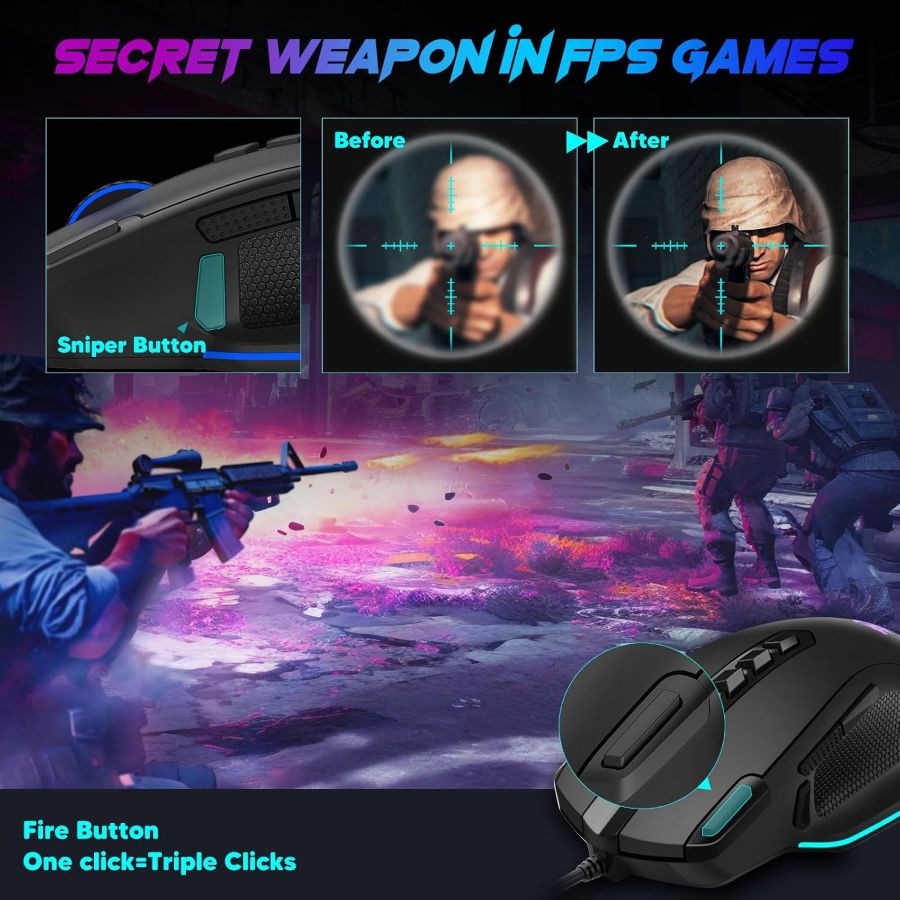 SECRET WEAPON IN FPS GAMES
Before
After
Sniper Button
Fire Button
One click=Triple Clicks